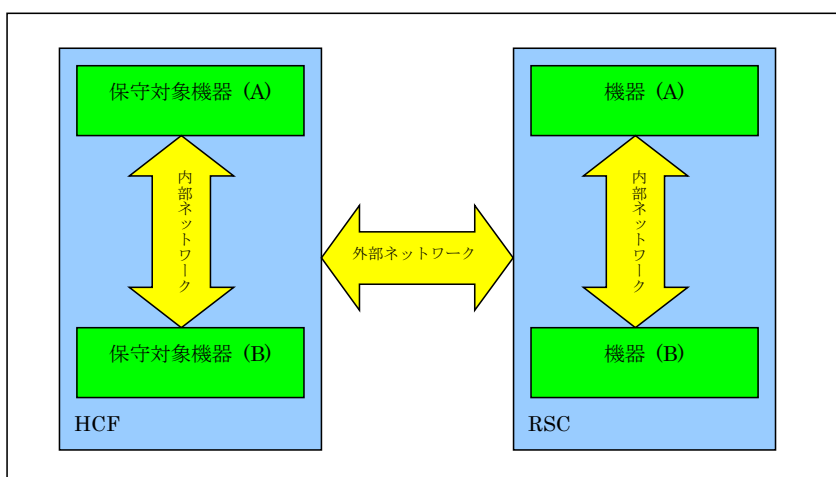 保守対象機器 (A)
内部ネットワーク
保守対象機器 (B)
HCF
外部ネットワーク
機器 (A)
内部ネットワーク
機器 (B)
RSC